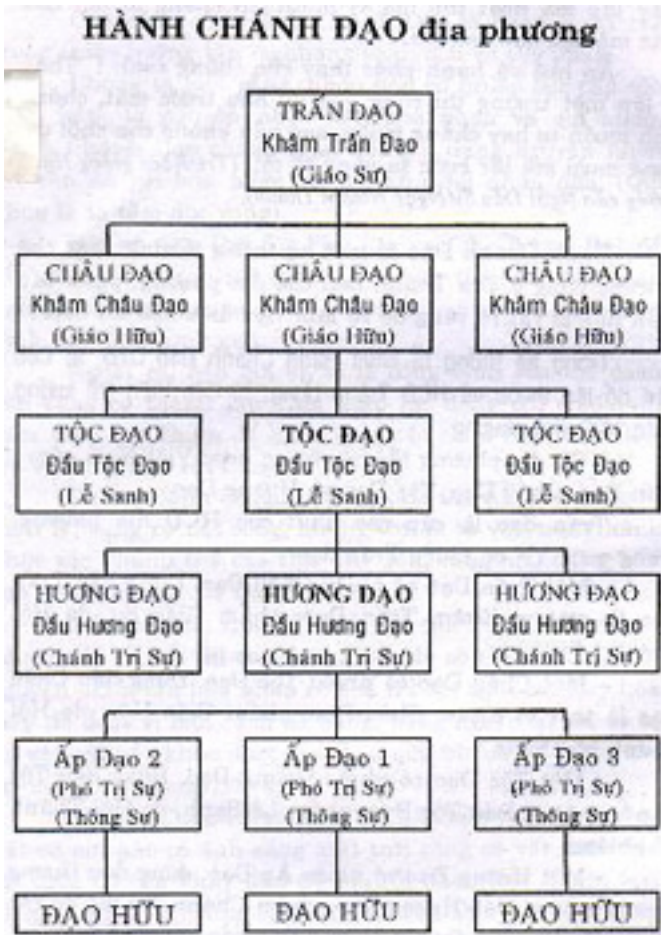 HÀNH CHÁNH ĐẠO địa phương
TRẤN ĐẠO
Khâm Trấn Đạo
(Giáo Sư)
CHÂU ĐẠO
Khâm Châu Đạo
(Giáo Hữu)
CHÂU ĐẠO
Khâm Châu Đạo
(Giáo Hữu)
CHÂU ĐẠO
Khâm Châu Đạo
(Giáo Hữu)
TỘC ĐẠO
Đầu Tộc Đạo
(Lễ Sanh)
TỘC ĐẠO
Đầu Tộc Đạo
(Lễ Sanh)
TỘC ĐẠO
Đầu Tộc Đạo
(Lễ Sanh)
HƯƠNG ĐẠO
Đầu Hương Đạo
(Chánh Trị Sự)
HƯƠNG ĐẠO
Đầu Hương Đạo
(Chánh Trị Sự)
HƯƠNG ĐẠO
Đầu Hương Đạo
(Chánh Trị Sự)
Ấp Đạo 2
(Phó Trị Sự)
(Thông Sự)
Ấp Đạo 1
(Phó Trị Sự)
(Thông Sự)
Ấp Đạo 3
(Phó Trị Sự)
(Thông Sự)
ĐẠO HỮU
ĐẠO HỮU
ĐẠO HỮU